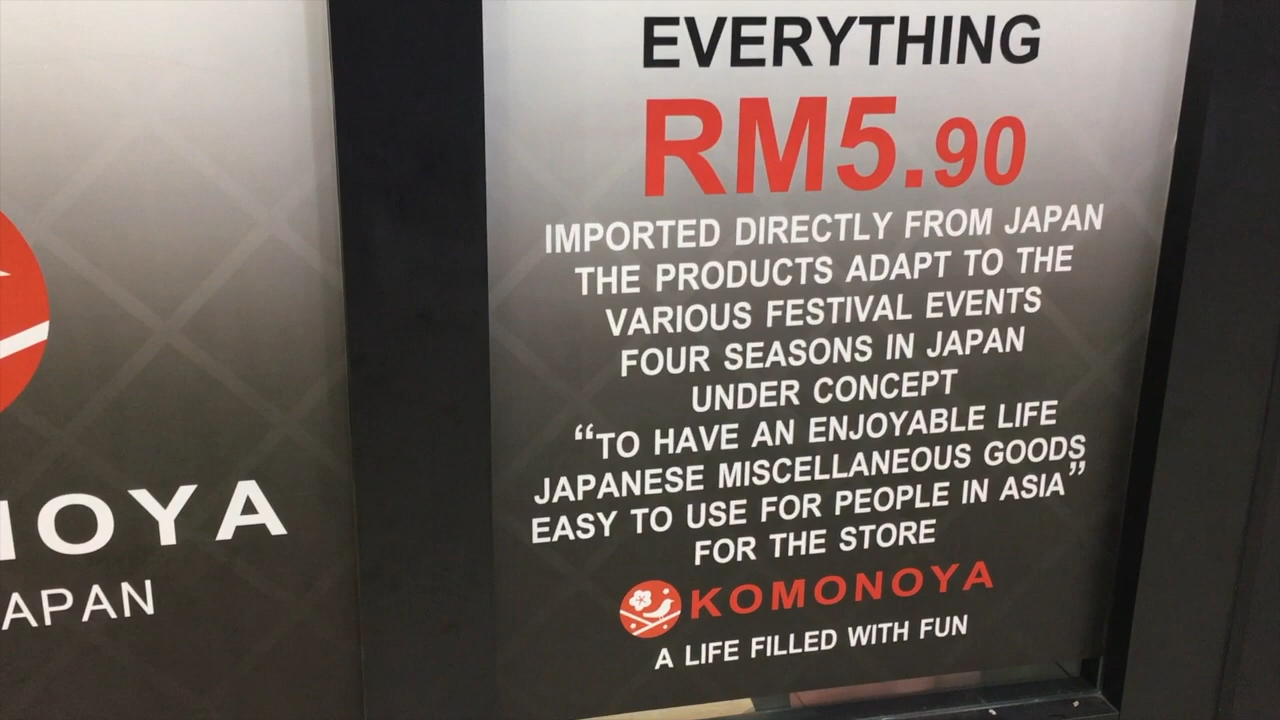 EVERYTHING
RM5.90
IMPORTED DIRECTLY FROM JAPAN
THE PRODUCTS ADAPT TO THE
VARIOUS FESTIVAL EVENTS
FOUR SEASONS IN JAPAN
UNDER CONCEPT
“TO HAVE AN ENJOYABLE LIFE
JAPANESE MISCELLANEOUS GOODS
EASY TO USE FOR PEOPLE IN ASIA”
FOR THE STORE
KOMONOYA
A LIFE FILLED WITH FUN
NOYA
APAN